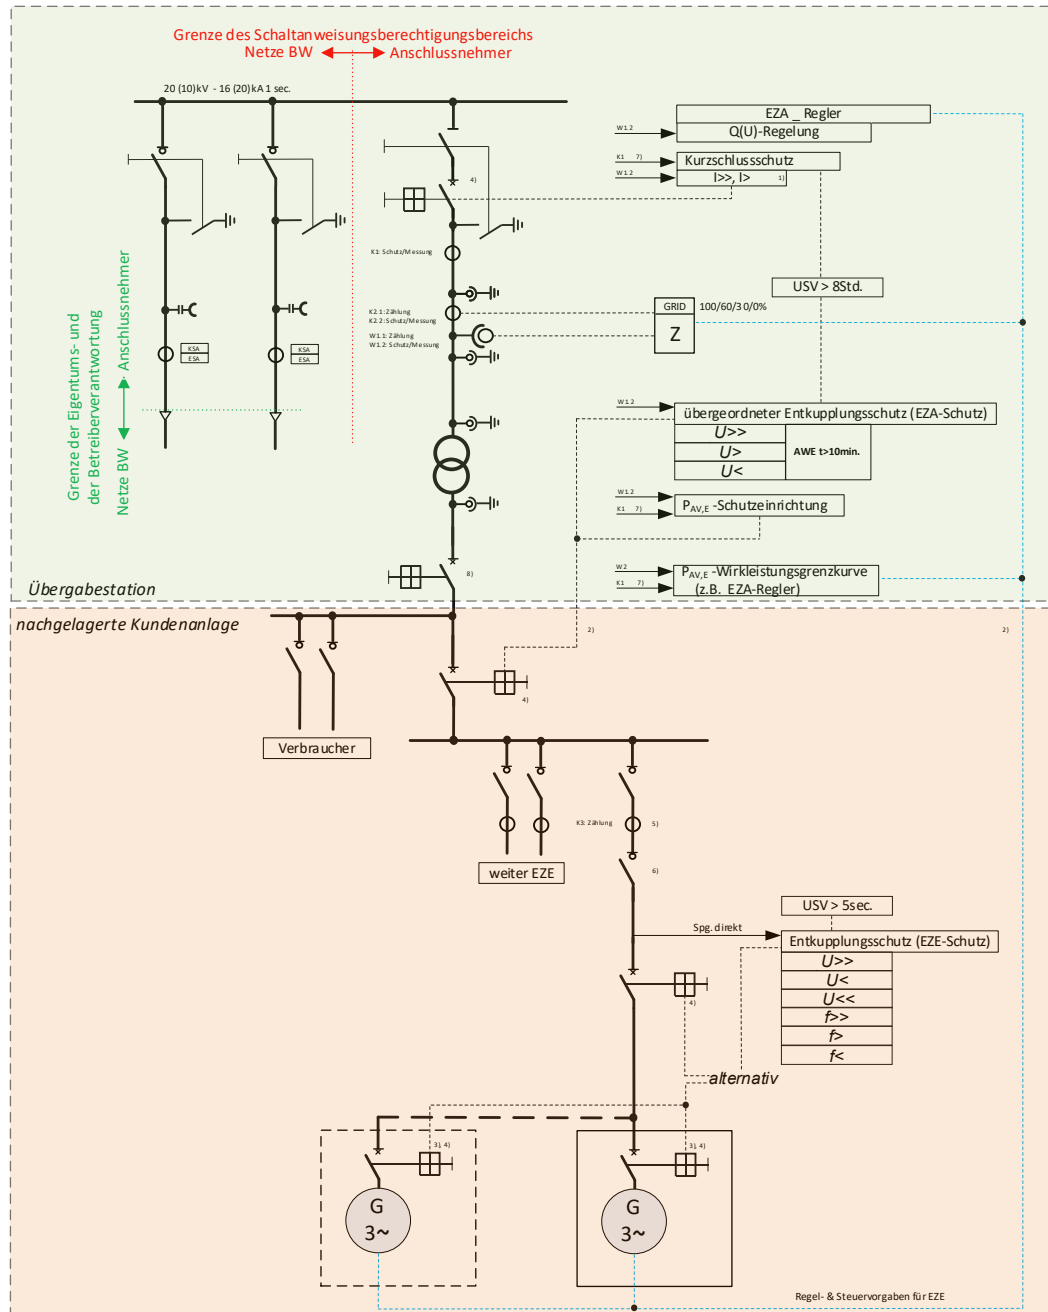 Grenze des Schaltanweisungsberechtigungsbereichs
Netze BW
Anschlussnehmer
20 (10)kV - 16 (20)kA 1 sec.
EZA _ Regler
W1.2
Q(U)-Regelung
K1 7)
Kurzschlussschutz
W1.2
I>>, I> 1)
4)
K1: Schutz/Messung
USV > 8Std.
Grenze der Eigentums- und
der Betreiberverantwortung
Netze BW
Anschlussnehmer
K2.1: Zählung
K2.2: Schutz/Messung
W1.1: Zählung
W1.2: Schutz/Messung
GRID
100/60/30/0%
Z
KSA
ESA
KSA
ESA
W1.2
übergeordneter Entkupplungsschutz (EZA-Schutz)
U>>
U>
U<
AWE t>10min.
W1.2
K1 7)
PAV,E -Schutzeinrichtung
8)
W2
K1 7)
PAV,E -Wirkleistungsgrenzkurve
(z.B. EZA-Regler)
Übergabestation
nachgelagerte Kundenanlage
2)
2)
4)
Verbraucher
K3: Zählung
5)
weiter EZE
6)
USV > 5sec.
Spg. direkt
Entkupplungsschutz (EZE-Schutz)
U>>
U<
U<<
f>>
f>
f<
4)
alternativ
3), 4)
3), 4)
G
3~
G
3~
Regel- & Steuervorgaben für EZE